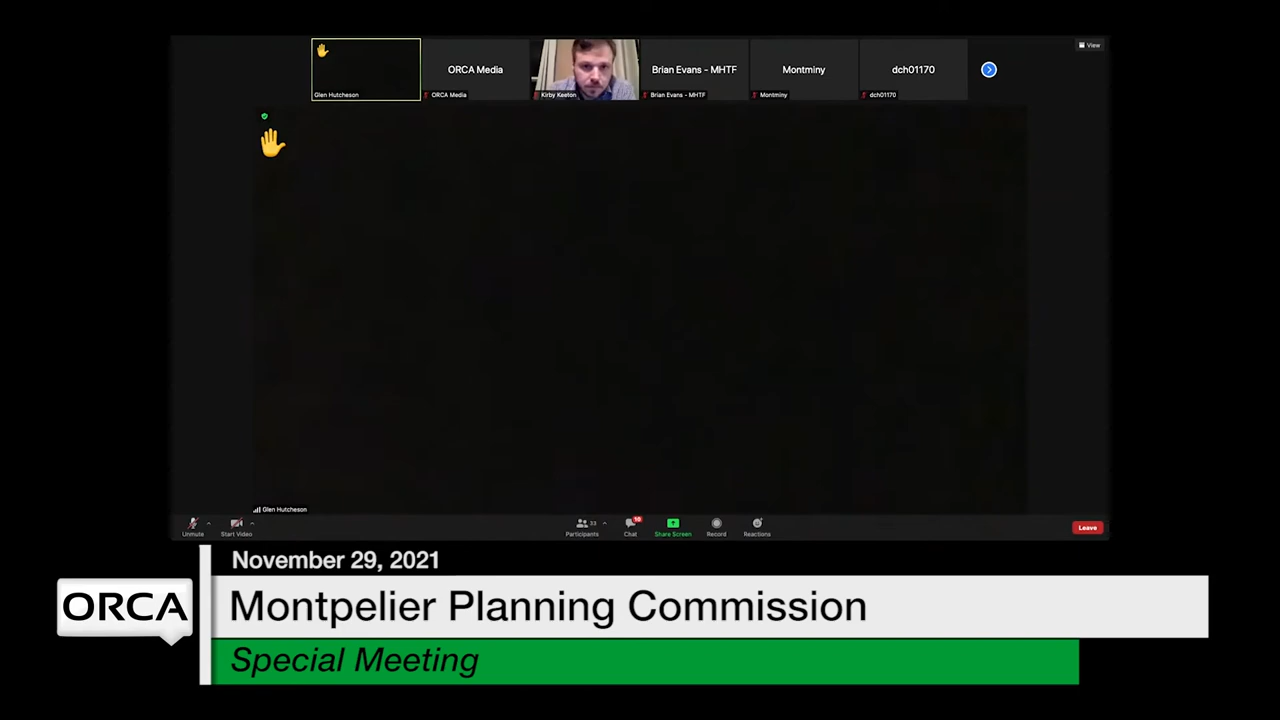 View
Glen Hutcheson
ORCA Media
ORCA Media
Kirby Keeton
Brian Evans - MHTF
Brian Evans - MHTF
Montminy
Montminy
dch01170
dch01170
Glen Hutcheson
Unmute
Start Video
Participants
33
Chat
10
Share Screen
Record
Reactions
Leave
November 29, 2021
ORCA
Montpelier Planning Commission
Special Meeting